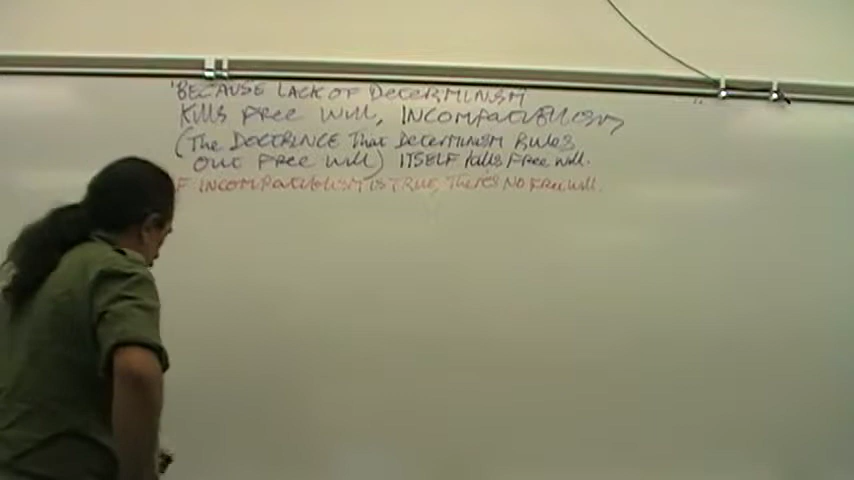 "BECAUSE LACK OF DETERMINISM
KILLS FREE WILL, INCOMPATIBILISM
(THE DOCTRINE THAT DETERMINISM RULES
OUT FREE WILL) ITSELF KILLS FREE WILL.
F INCOMPATIBILISM IS TRUE, THERE'S NO FREE WILL.